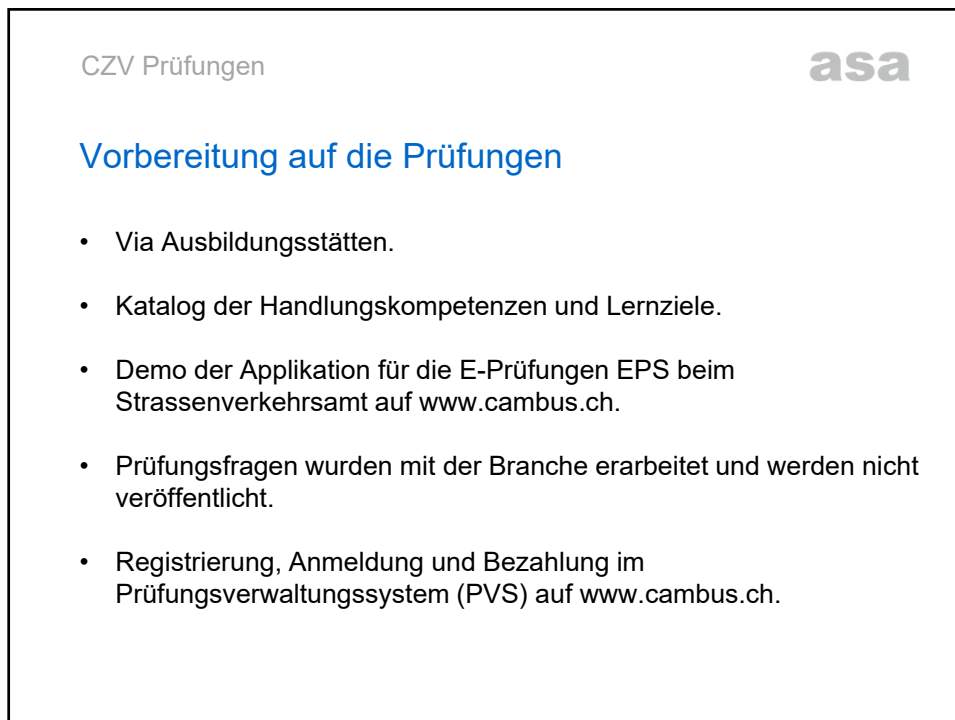 CZV Prüfungen
asa
Vorbereitung auf die Prüfungen
• Via Ausbildungsstätten.
• Katalog der Handlungskompetenzen und Lernziele.
• Demo der Applikation für die E-Prüfungen EPS beim
Strassenverkehrsamt auf www.cambus.ch.
• Prüfungsfragen wurden mit der Branche erarbeitet und werden nicht
veröffentlicht.
• Registrierung, Anmeldung und Bezahlung im
Prüfungsverwaltungssystem (PVS) auf www.cambus.ch.